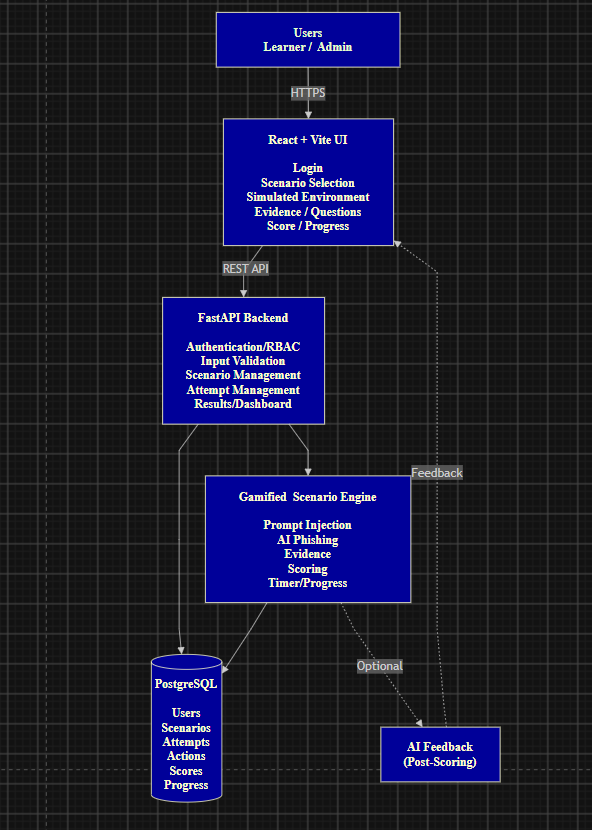 Users
Learner / Admin
HTTPS
React + Vite UI
Login
Scenario Selection
Simulated Environment
Evidence / Questions
Score / Progress
REST API
FastAPI Backend
Authentication/RBAC
Input Validation
Scenario Management
Attempt Management
Results/Dashboard
Feedback
Gamified Scenario Engine
Prompt Injection
AI Phishing
Evidence
Scoring
Timer/Progress
Optional
PostgreSQL
Users
Scenarios
Attempts
Actions
Scores
Progress
AI Feedback
(Post-Scoring)